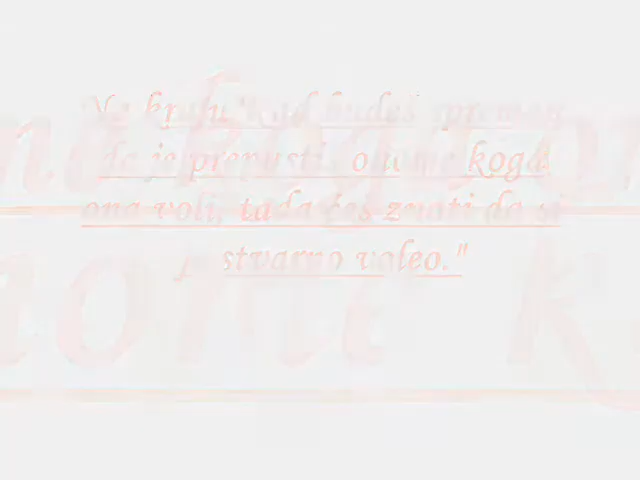 Na kraju kad budeš spreman
da je prepustiš onome koga
ona voli, tada ćeš znati da si
je stvarno voleo."